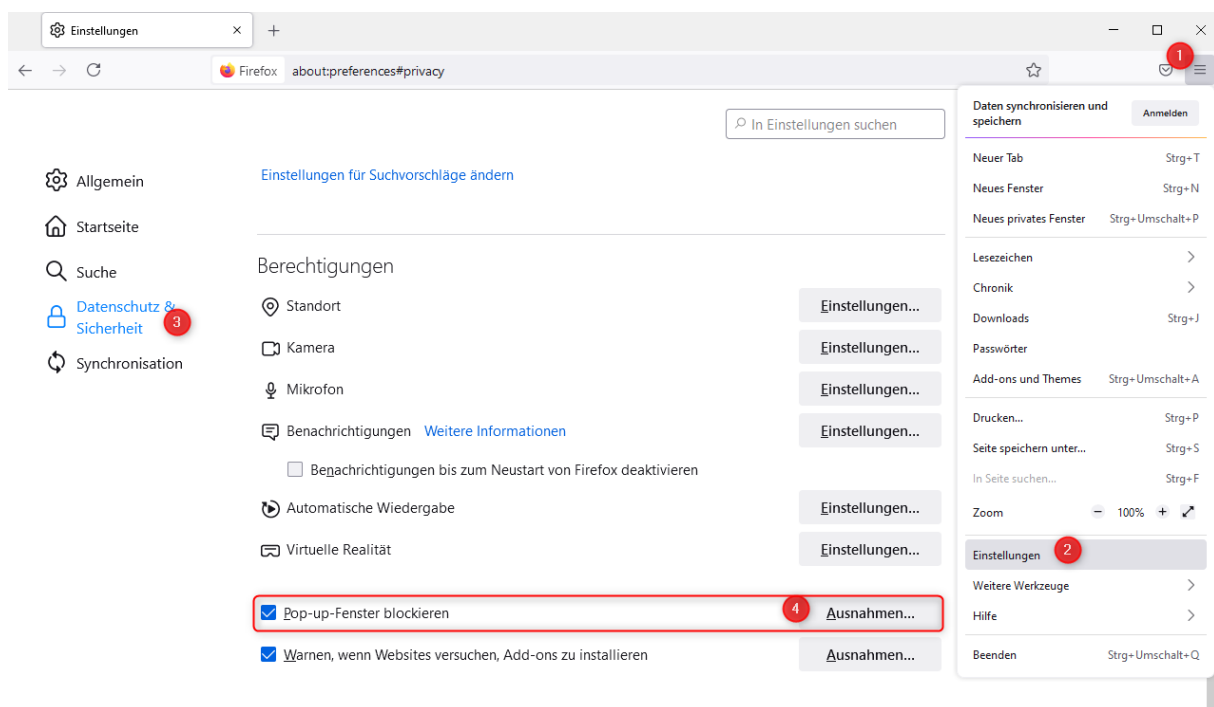 Einstellungen
Firefox about:preferences#privacy
1
In Einstellungen suchen
Allgemein
Startseite
Suche
Datenschutz &
Sicherheit
3
Synchronisation
Einstellungen für Suchvorschläge ändern
Berechtigungen
Standort Einstellungen...
Kamera Einstellungen...
Mikrofon Einstellungen...
Benachrichtigungen Weitere Informationen Einstellungen...
Benachrichtigungen bis zum Neustart von Firefox deaktivieren
Automatische Wiedergabe Einstellungen...
Virtuelle Realität Einstellungen...
Pop-up-Fenster blockieren 4 Ausnahmen...
Warnen, wenn Websites versuchen, Add-ons zu installieren Ausnahmen...
Daten synchronisieren und
speichern
Anmelden
Neuer Tab Strg+T
Neues Fenster Strg+N
Neues privates Fenster Strg+Umschalt+P
Lesezeichen
Chronik
Downloads Strg+J
Passwörter
Add-ons und Themes Strg+Umschalt+A
Drucken... Strg+P
Seite speichern unter... Strg+S
In Seite suchen... Strg+F
Zoom − 100% +
Einstellungen 2
Weitere Werkzeuge
Hilfe
Beenden Strg+Umschalt+Q